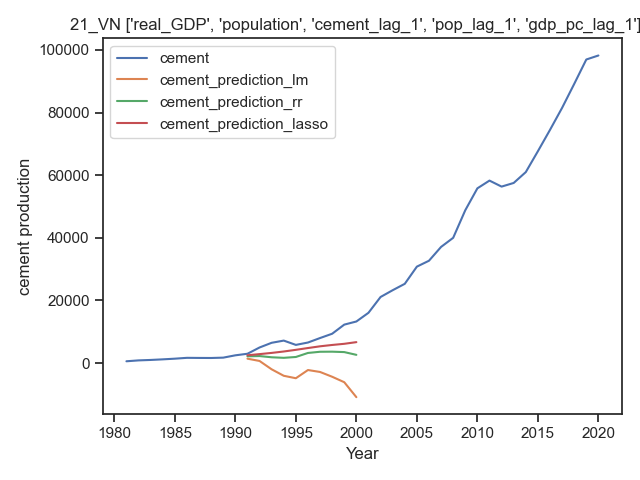 21_VN ['real_GDP', 'population', 'cement_lag_1', 'pop_lag_1', 'gdp_pc_lag_1']
100000
80000
60000
40000
20000
0
cement production
cement
cement_prediction_lm
cement_prediction_rr
cement_prediction_lasso
1980 1985 1990 1995 2000 2005 2010 2015 2020
Year